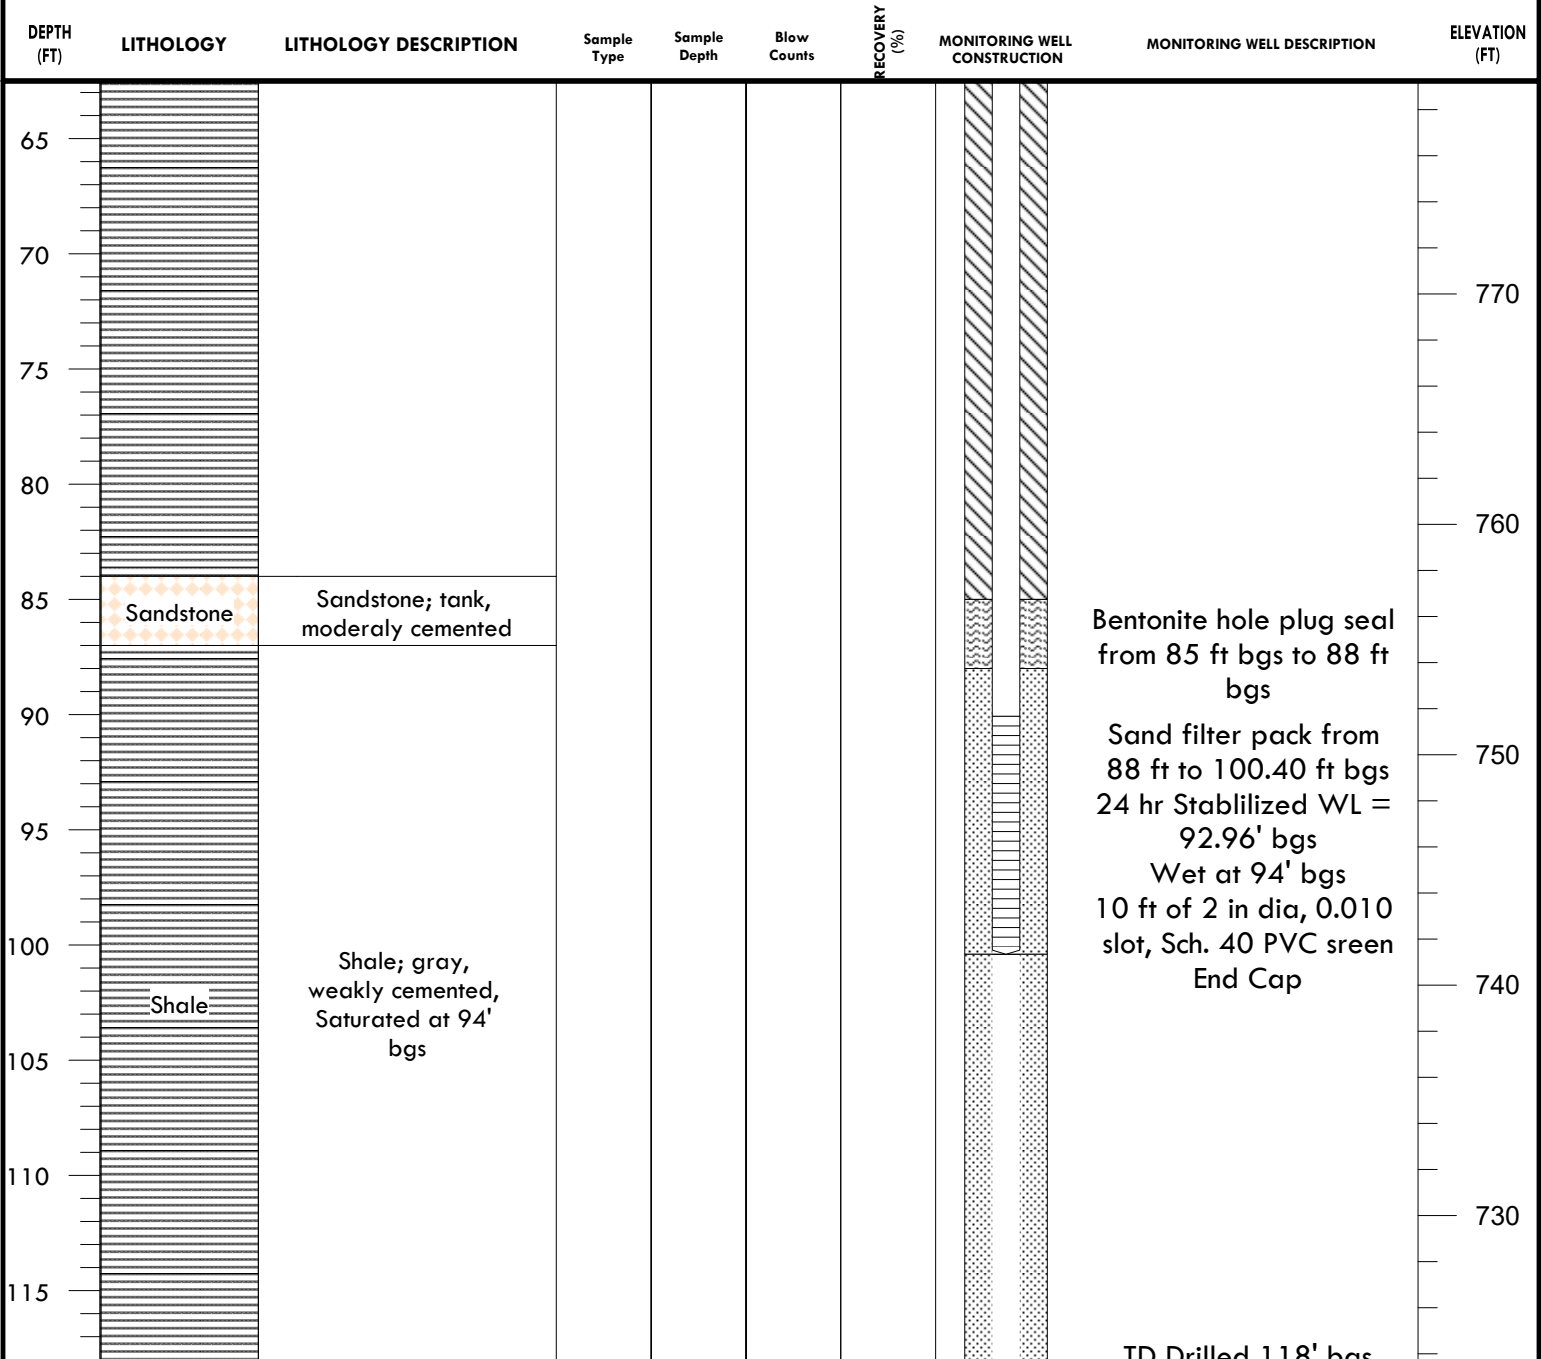 DEPTH
(FT)
LITHOLOGY
LITHOLOGY DESCRIPTION
Sample
Type
Sample
Depth
Blow
Counts
RECOVERY
(%)
MONITORING WELL
CONSTRUCTION
MONITORING WELL DESCRIPTION
ELEVATION
(FT)
65
70
75
80
85
90
95
100
105
110
115
Sandstone
Shale
Sandstone; tank,
moderaly cemented
Shale; gray,
weakly cemented,
Saturated at 94'
bgs
Bentonite hole plug seal
from 85 ft bgs to 88 ft
bgs
Sand filter pack from
88 ft to 100.40 ft bgs
24 hr Stablilized WL =
92.96' bgs
Wet at 94' bgs
10 ft of 2 in dia, 0.010
slot, Sch. 40 PVC sreen
End Cap
TD Drilled 118' bgs
770
760
750
740
730